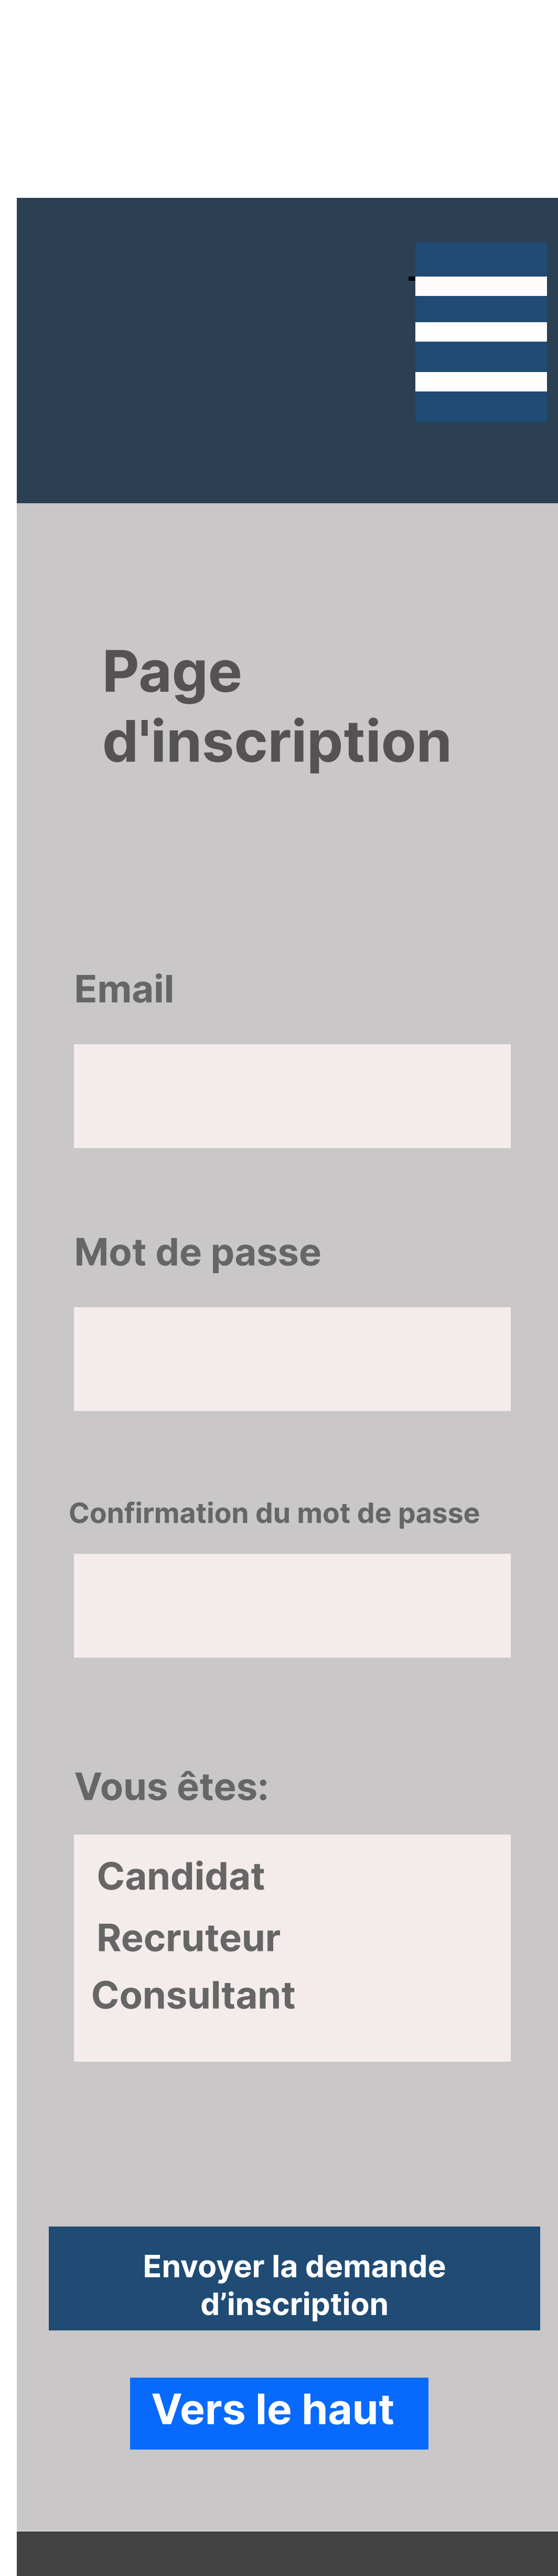 Page
d'inscription
Email
Mot de passe
Confirmation du mot de passe
Vous êtes:
Candidat
Recruteur
Consultant
Envoyer la demande
d’inscription
Vers le haut